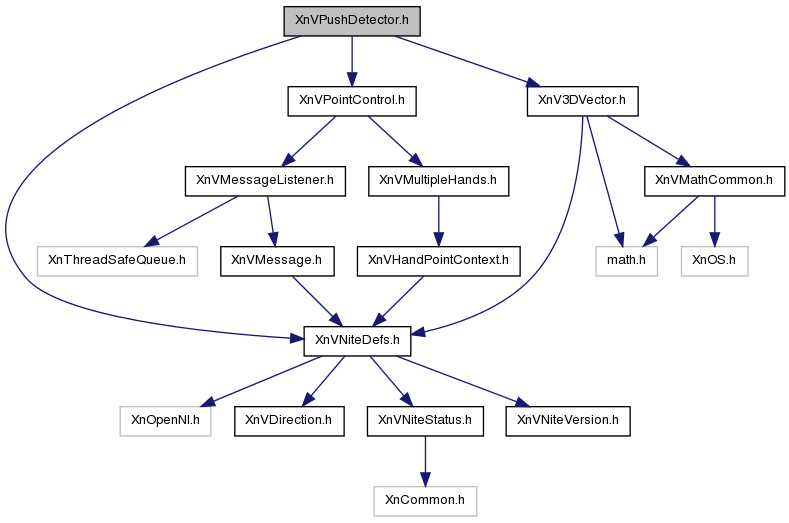 XnVPushDetector.h
XnVPointControl.h
XnV3DVector.h
XnVMessageListener.h
XnVMultipleHands.h
XnVMathCommon.h
XnThreadSafeQueue.h
XnVMessage.h
XnVHandPointContext.h
math.h
XnOS.h
XnVNiteDefs.h
XnOpenNI.h
XnVDirection.h
XnVNiteStatus.h
XnVNiteVersion.h
XnCommon.h